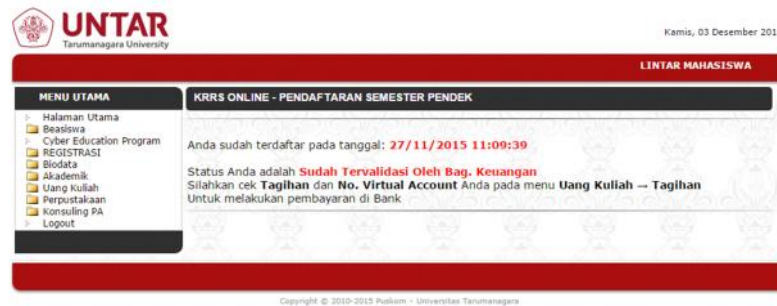 UNTAR
Tarumanagara University
Kamis, 03 Desember 201
LINTAR MAHASISWA
MENU UTAMA
Halaman Utama
Beasiswa
Cyber Education Program
REGISTRASI
Biodata
Akademik
Uang Kuliah
Perpustakaan
Konsuling PA
Logout
KRRS ONLINE - PENDAFTARAN SEMESTER PENDEK
Anda sudah terdaftar pada tanggal: 27/11/2015 11:09:39
Status Anda adalah Sudah Tervalidasi Oleh Bag. Keuangan
Silahkan cek Tagihan dan No. Virtual Account Anda pada menu Uang Kuliah → Tagihan
Untuk melakukan pembayaran di Bank
Copyright © 2010-2015 Puskom - Universitas Tarumanagara